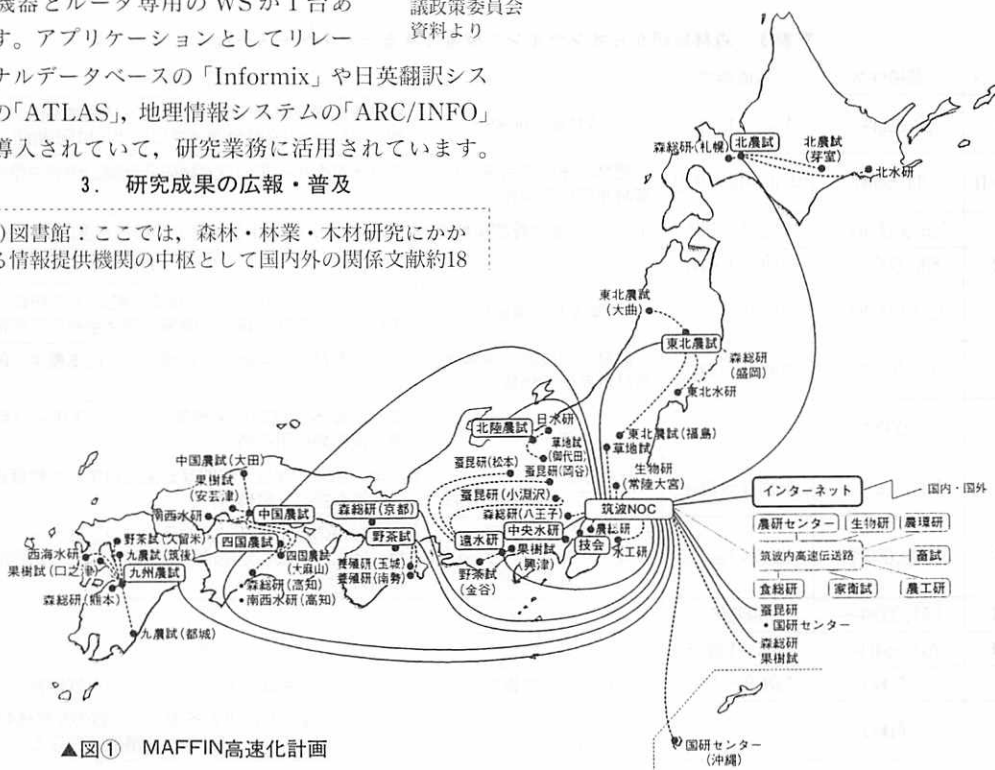 機器とルータ専用のWSが1台あ
す。アプリケーションとしてリレー
ナルデータベースの「Informix」や日英翻訳シス
の「ATLAS」, 地理情報システムの「ARC/INFO」
導入されていて, 研究業務に活用されています。
議政策委員会
資料より
3. 研究成果の広報・普及
)図書館:ここでは, 森林・林業・木材研究にかか
る情報提供機関の中枢として国内外の関係文献約18
森総研(札幌)
北農試
北農試
(芽室)
北水研
東北農試
(大曲)
東北農試
森総研
(盛岡)
東北水研
東北農試(福島)
草地試
生物研
(常陸大宮)
日水研
北陸農試
草地試
(御代田)
蚕昆研(松本)
蚕昆研(岡谷)
蚕昆研(小淵沢)
森総研(八王子)
筑波NOC
中央水研
農総研
技会
水工研
遠水研
果樹試
(興津)
野茶試
(金谷)
森総研(京都)
野茶試
養殖研(玉城)
養殖研(南勢)
中国農試(大田)
果樹試
(安芸津)
南西水研
中国農試
四国農試
四国農試
(大麻山)
森総研(高知)
・南西水研(高知)
野茶試(久留米)
西海水研
九農試(筑後)
果樹試(口之津)
九州農試
森総研(熊本)
九農試(都城)
インターネット
国内・国外
農研センター
生物研
農環研
筑波内高速伝送路
畜試
食総研
家衛試
農工研
蚕昆研
・国研センター
森総研
果樹試
国研センター
(沖縄)
▲図① MAFFIN高速化計画